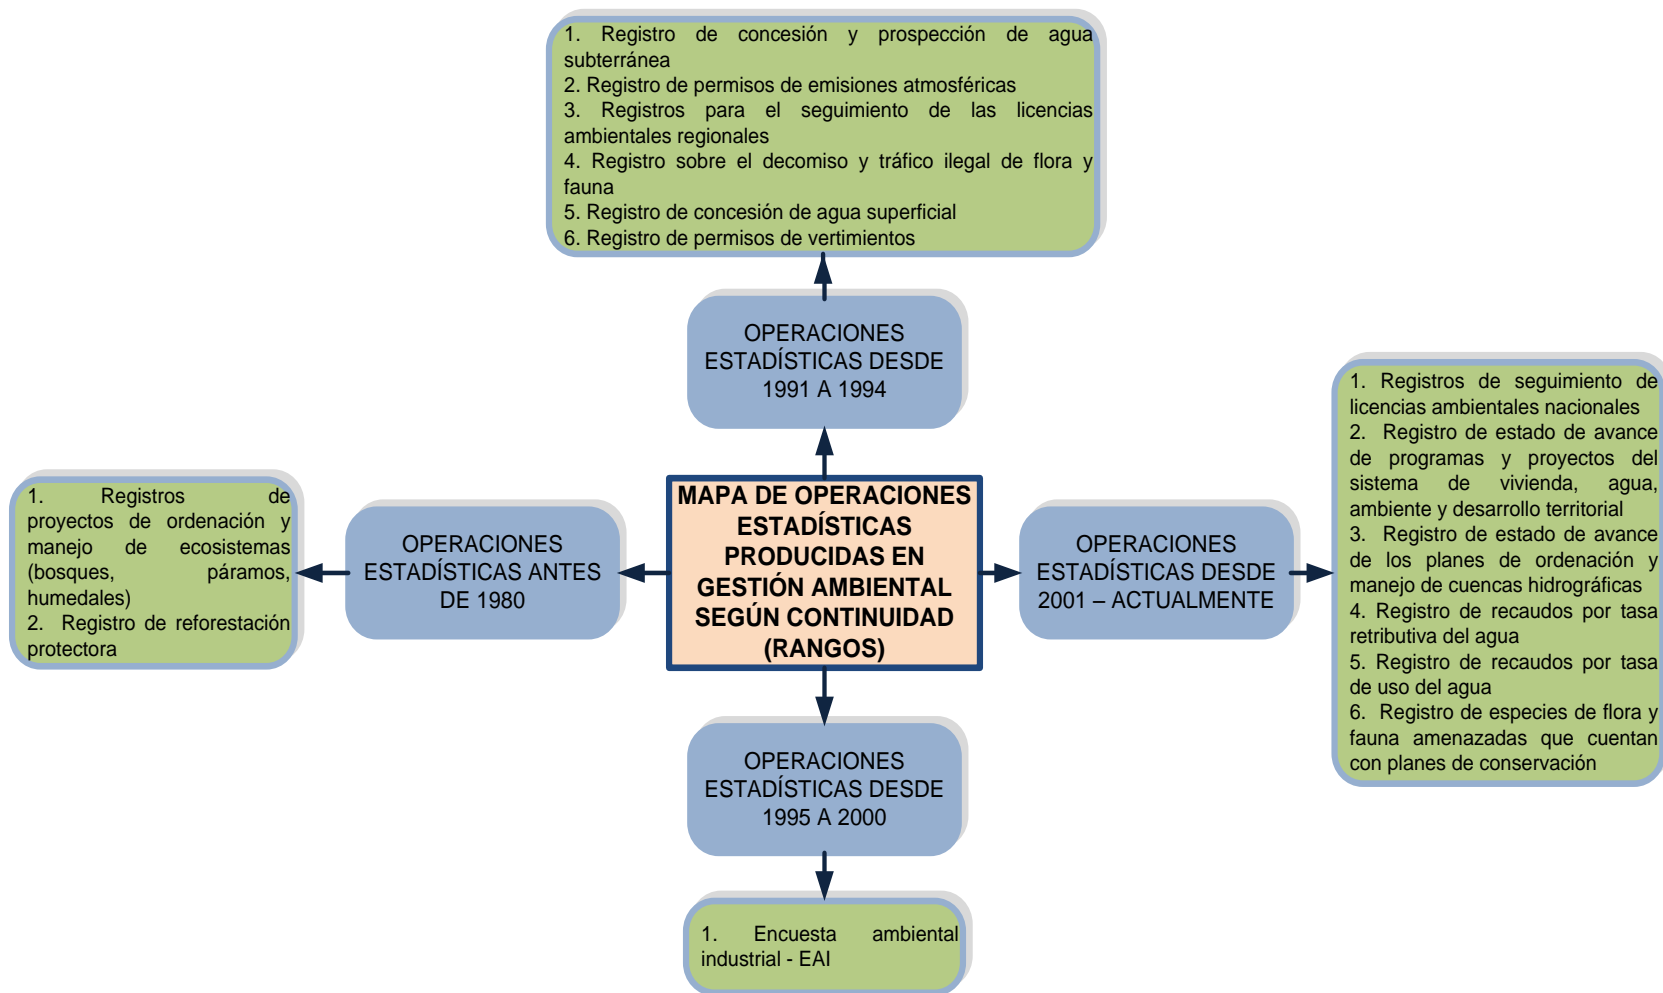 1. Registro de concesión y prospección de agua
subterránea
2. Registro de permisos de emisiones atmosféricas
3. Registros para el seguimiento de las licencias
ambientales regionales
4. Registro sobre el decomiso y tráfico ilegal de flora y
fauna
5. Registro de concesión de agua superficial
6. Registro de permisos de vertimientos
OPERACIONES
ESTADÍSTICAS DESDE
1991 A 1994
1. Registros de
proyectos de ordenación y
manejo de ecosistemas
(bosques, páramos,
humedales)
2. Registro de reforestación
protectora
OPERACIONES
ESTADÍSTICAS ANTES
DE 1980
MAPA DE OPERACIONES
ESTADÍSTICAS
PRODUCIDAS EN
GESTIÓN AMBIENTAL
SEGÚN CONTINUIDAD
(RANGOS)
OPERACIONES
ESTADÍSTICAS DESDE
2001 – ACTUALMENTE
1. Registros de seguimiento de
licencias ambientales nacionales
2. Registro de estado de avance
de programas y proyectos del
sistema de vivienda, agua,
ambiente y desarrollo territorial
3. Registro de estado de avance
de los planes de ordenación y
manejo de cuencas hidrográficas
4. Registro de recaudos por tasa
retributiva del agua
5. Registro de recaudos por tasa
de uso del agua
6. Registro de especies de flora y
fauna amenazadas que cuentan
con planes de conservación
OPERACIONES
ESTADÍSTICAS DESDE
1995 A 2000
1. Encuesta ambiental
industrial - EAI